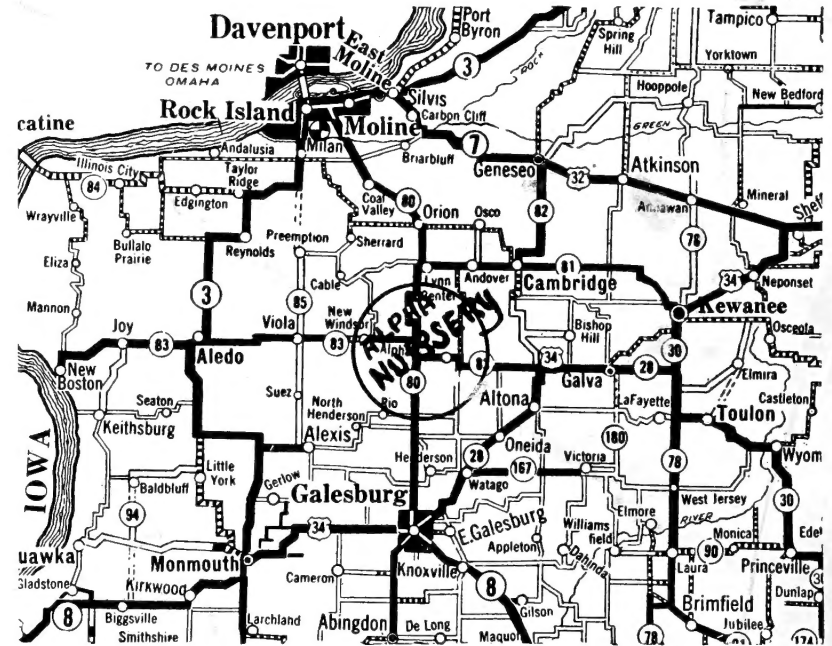 Davenport
East Moline
Port Byron
Spring Hill
Tampico
TO DES MOINES
OMAHA
3
ROCK
Yorktown
Hooppole
New Bedford
Silvis
Rock Island
Carbon Cliff
Moline
GREEN
catine
Andalusia
Milan
7
Briarbluff
Geneseo
Atkinson
Illinois City
84
Taylor Ridge
Edgington
Coal Valley
80
32
Mineral
Annawan
Wrayville
Orion
Osco
82
76
Shef
Bullalo Prairie
Reynolds
Preemption
Sherrard
Eliza
Cable
Lynn Center
Andover
81
Cambridge
34
Neponset
3
85
Mannon
New Windsor
ALPHA NURSERY
Kewanee
Joy
83
Aledo
Viola
83
Alpha
Bishop Hill
30
Osceola
New Boston
80
34
Galva
28
Elmira
Suez
Seaton
North Henderson
Rio
Altona
LaFayette
Castleton
Keithsburg
Toulon
Alexis
Oneida
180
IOWA
Little York
Henderson
28
Victoria
78
Wyom
Baldbluff
Gerlow
Galesburg
Watago
167
94
30
West Jersey
34
E. Galesburg
Williams field
Elmore
RIVER
Monica
Edel
uawka
Monmouth
Appleton
Dahinda
90
Laura
Princeville
Gladstone
Kirkwood
Cameron
Knoxville
8
30
Dunlap
8
Biggsville
Smithshire
Larchland
Abingdon
De Long
Gilson
Maquon
Brimfield
78
Jubilee
91
174